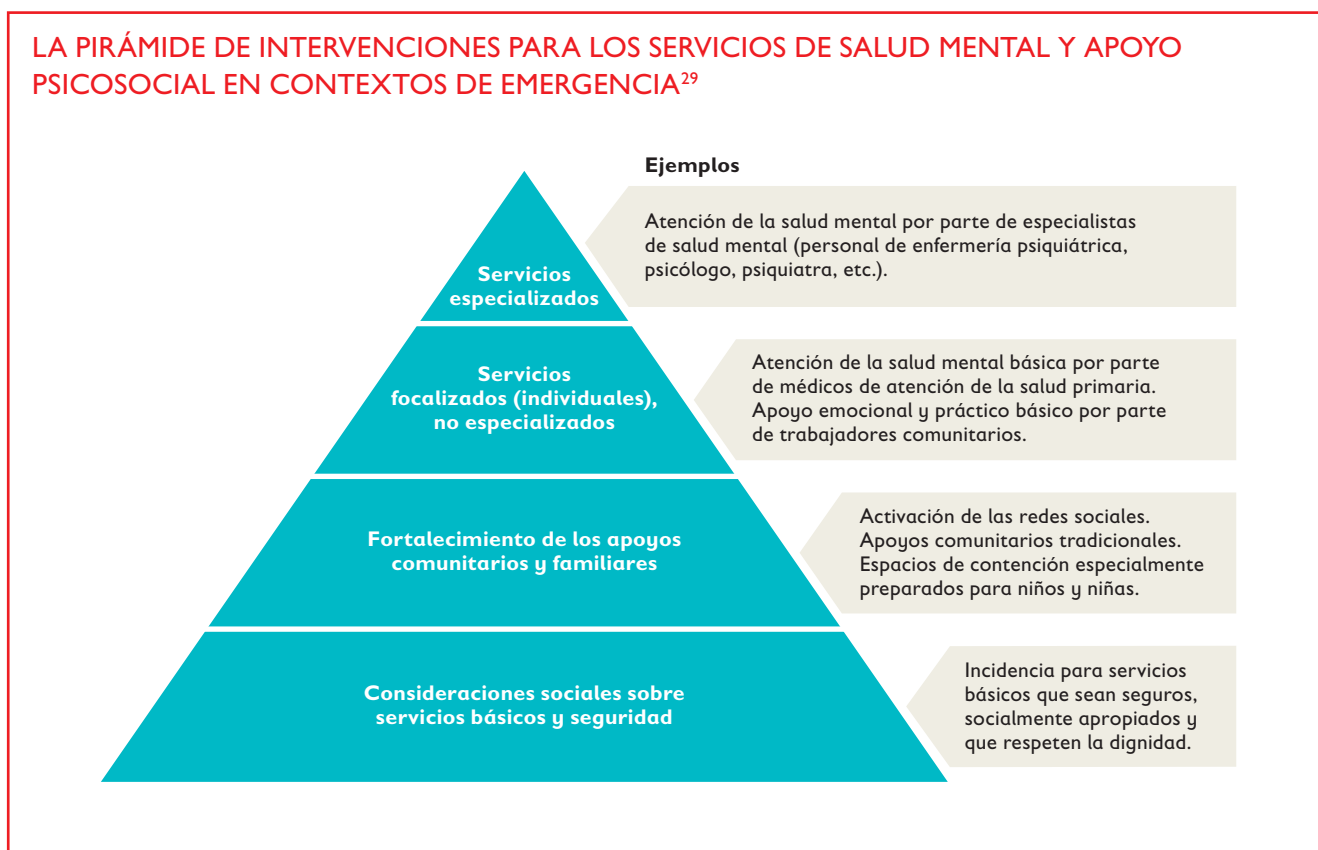 LA PIRÁMIDE DE INTERVENCIONES PARA LOS SERVICIOS DE SALUD MENTAL Y APOYO
PSICOSOCIAL EN CONTEXTOS DE EMERGENCIA²⁹
Ejemplos
Servicios
especializados
Atención de la salud mental por parte de especialistas
de salud mental (personal de enfermería psiquiátrica,
psicólogo, psiquiatra, etc.).
Servicios
focalizados (individuales),
no especializados
Atención de la salud mental básica por parte
de médicos de atención de la salud primaria.
Apoyo emocional y práctico básico por parte
de trabajadores comunitarios.
Fortalecimiento de los apoyos
comunitarios y familiares
Activación de las redes sociales.
Apoyos comunitarios tradicionales.
Espacios de contención especialmente
preparados para niños y niñas.
Consideraciones sociales sobre
servicios básicos y seguridad
Incidencia para servicios
básicos que sean seguros,
socialmente apropiados y
que respeten la dignidad.